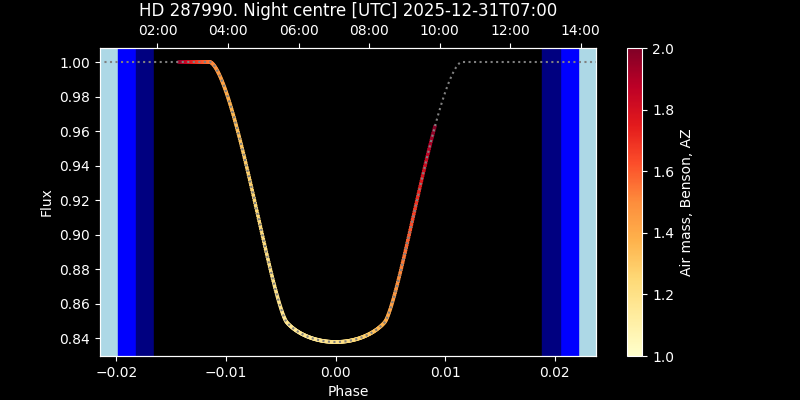 HD 287990. Night centre [UTC] 2025-12-31T07:00
02:00 04:00 06:00 08:00 10:00 12:00 14:00
1.00
0.98
0.96
0.94
0.92
0.90
0.88
0.86
0.84
Flux
−0.02 −0.01 0.00 0.01 0.02
Phase
2.0
1.8
1.6
1.4
1.2
1.0
Air mass, Benson, AZ